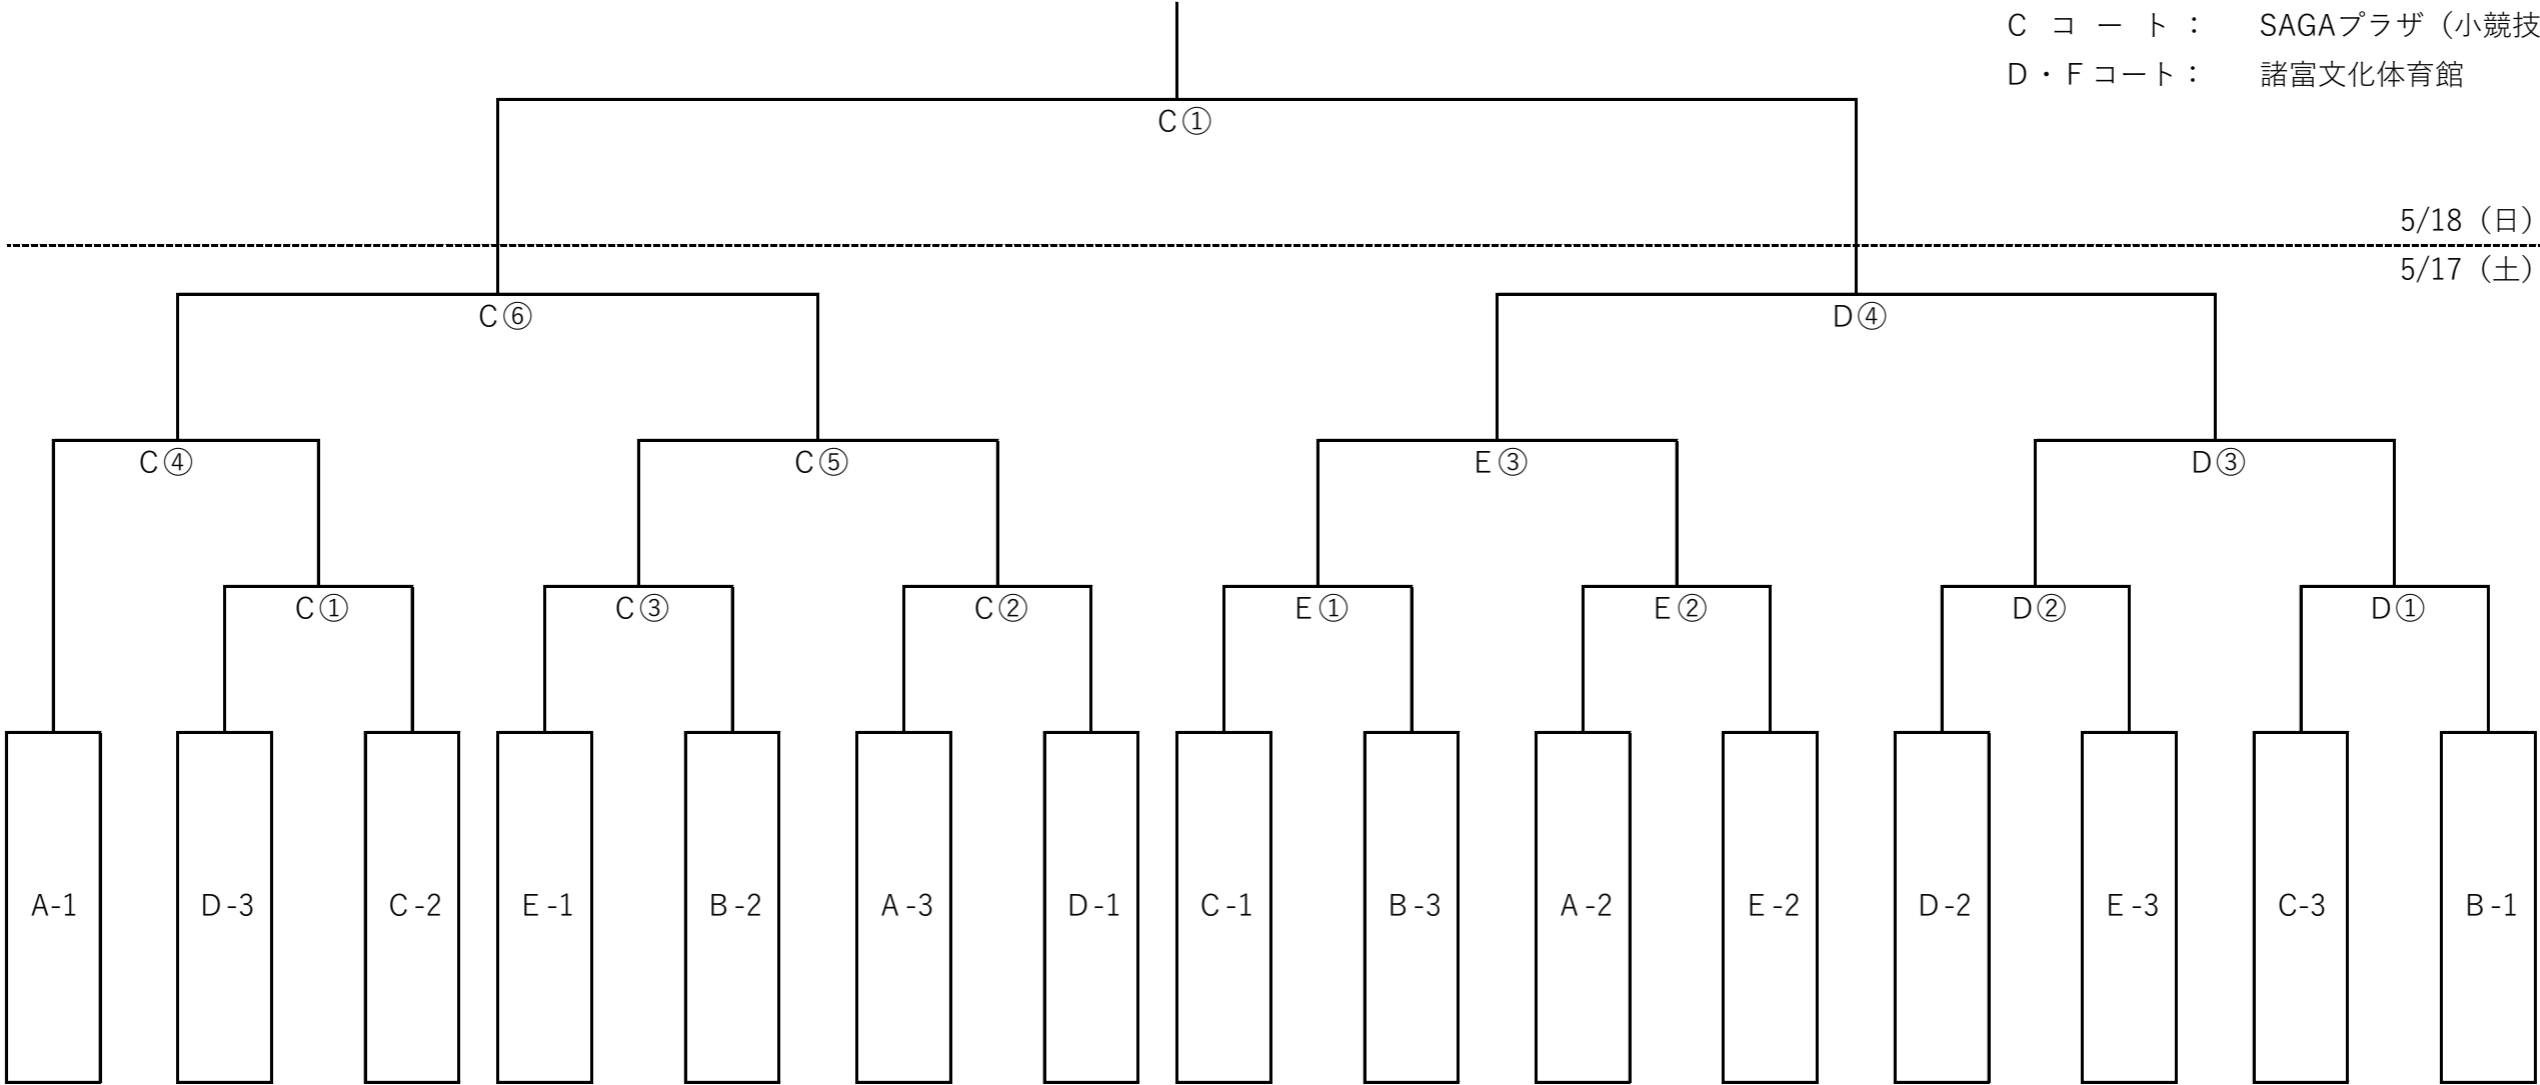 C コ ー ト ： SAGAプラザ（小競技
D・Fコート： 諸富文化体育館
C①
5/18（日）
5/17（土）
C⑥ D④
C④ C⑤ E③ D③
C① C③ C② E① E② D② D①
A-1 D-3 C-2 E-1 B-2 A-3 D-1 C-1 B-3 A-2 E-2 D-2 E-3 C-3 B-1